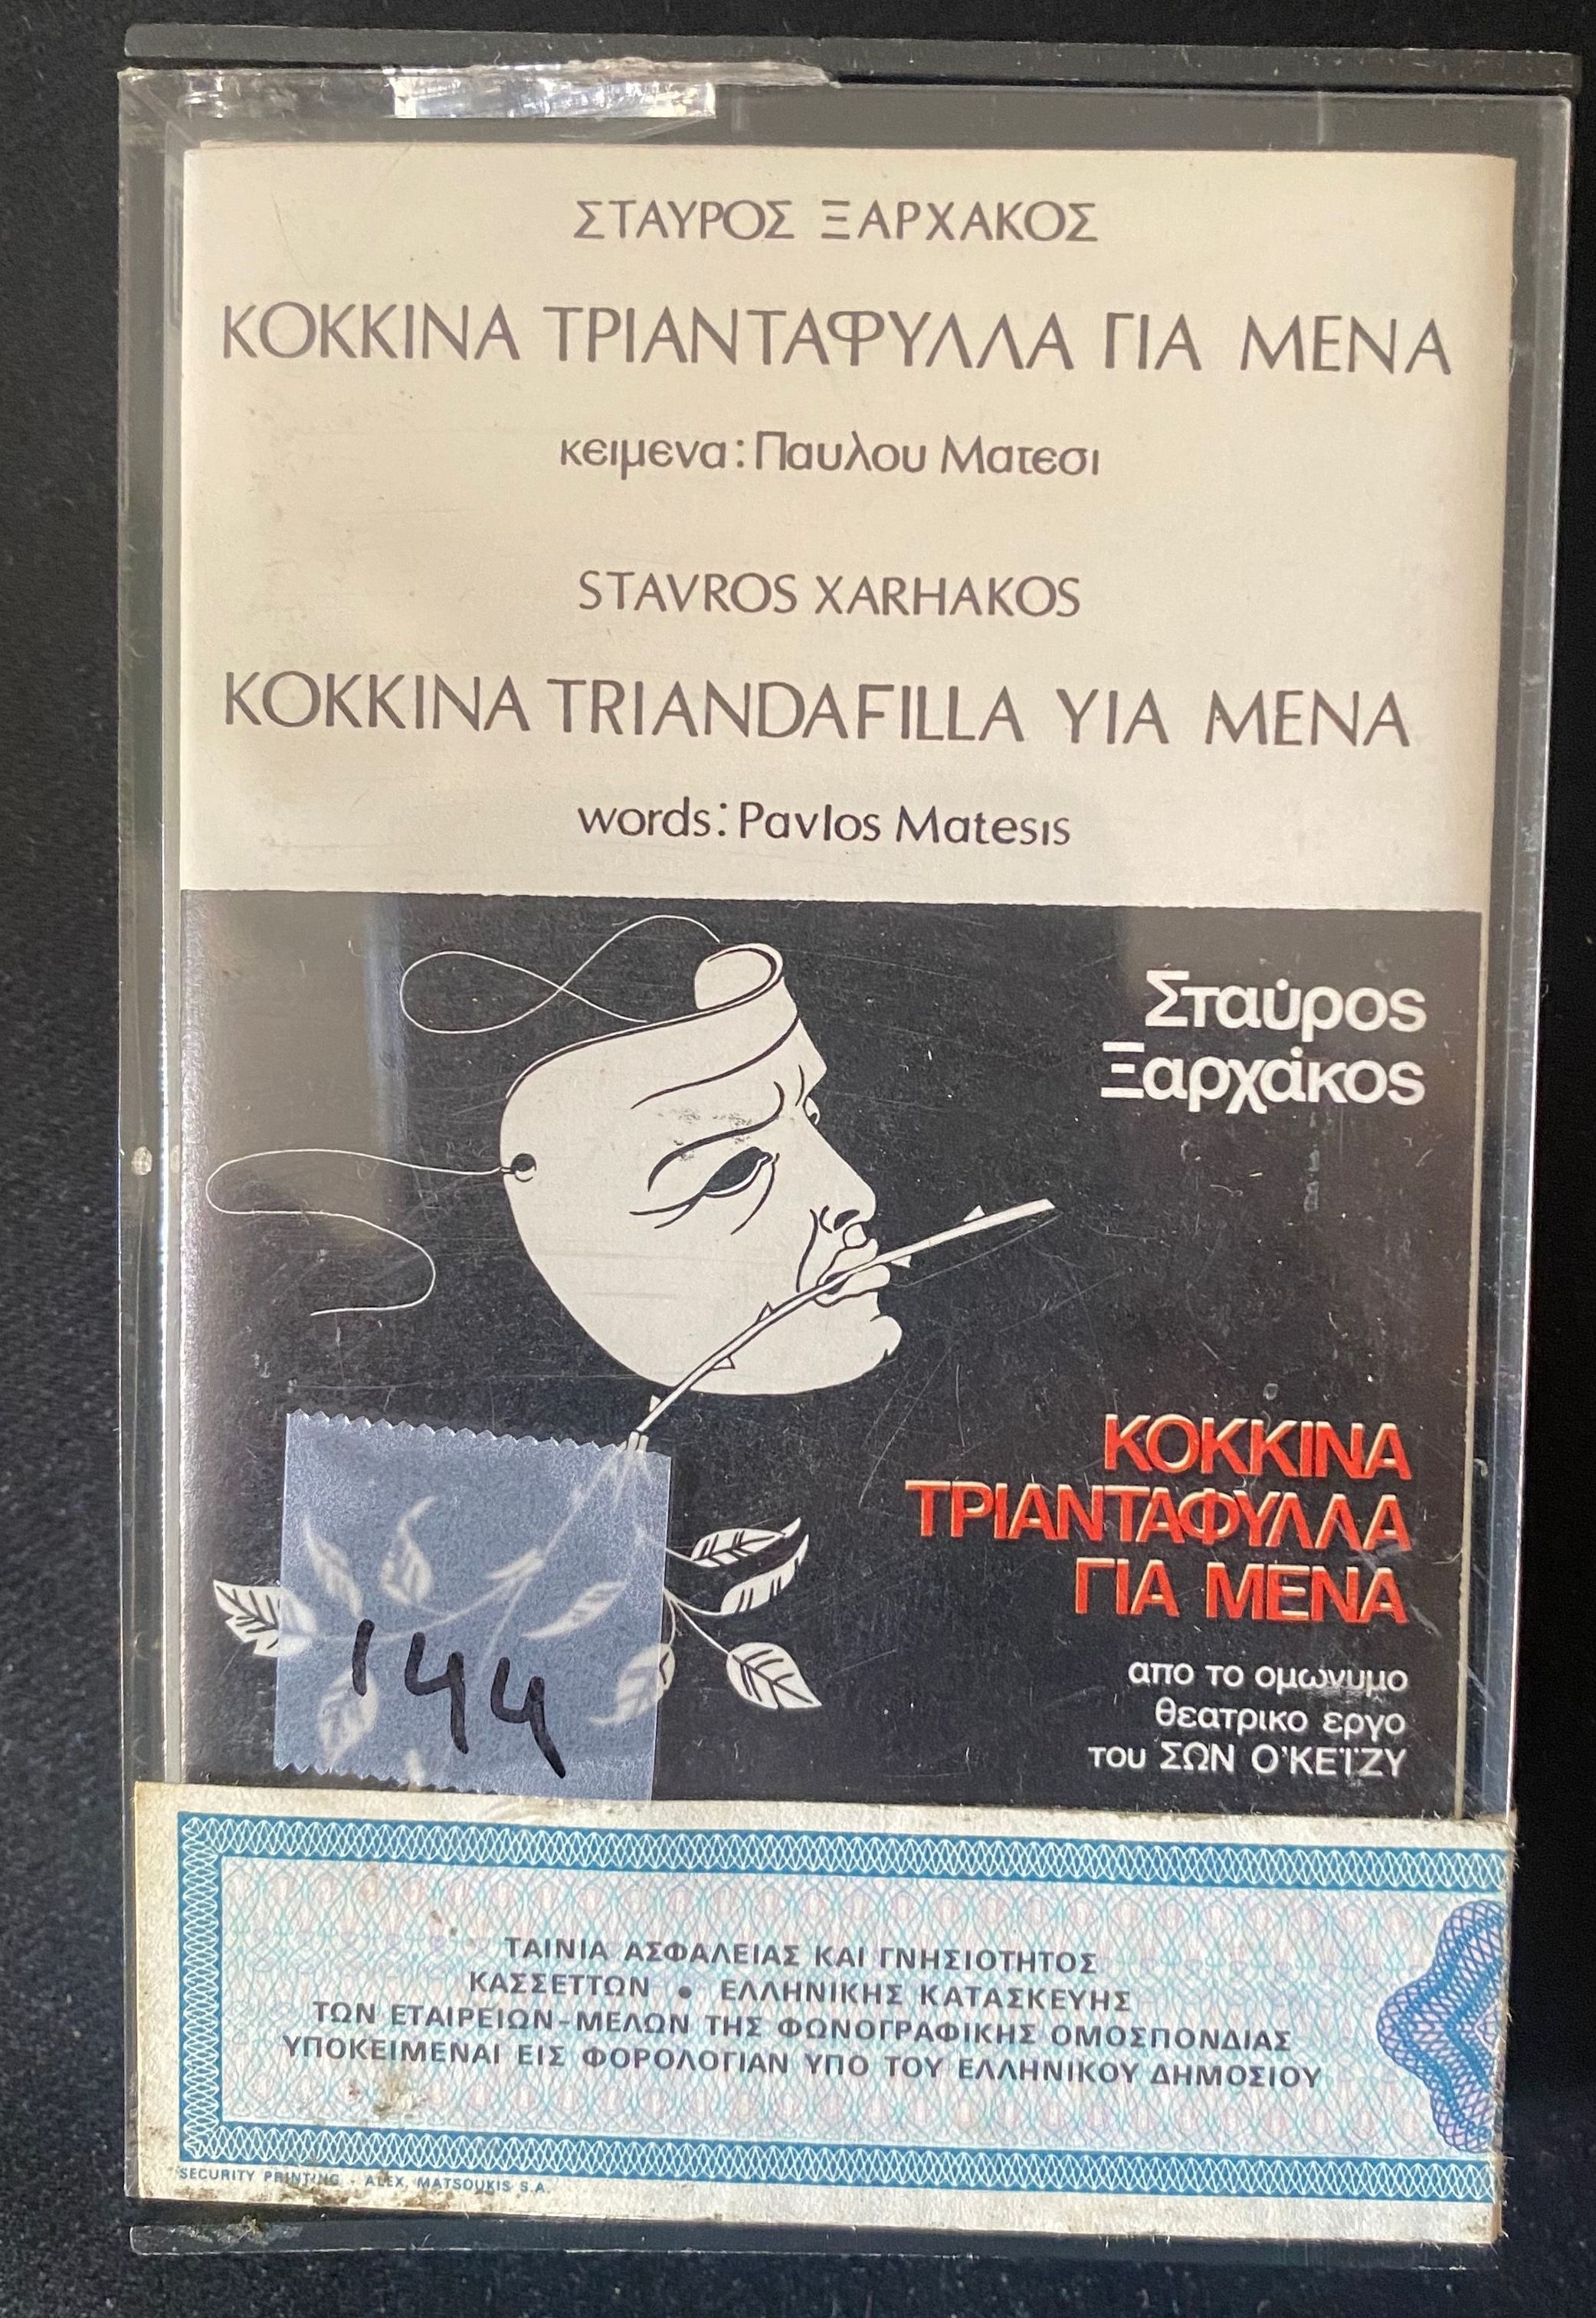 ΣΤΑΥΡΟΣ ΞΑΡΧΑΚΟΣ
ΚΟΚΚΙΝΑ ΤΡΙΑΝΤΑΦΥΛΛΑ ΓΙΑ ΜΕΝΑ
κειμενα: Παυλου Ματεσι
STAVROS XARHAKOS
KOKKINA TRIANDAFILLA YIA MENA
words: Pavlos Matesis
Σταύρος
Ξαρχάκος
ΚΟΚΚΙΝΑ
ΤΡΙΑΝΤΑΦΥΛΛΑ
ΓΙΑ ΜΕΝΑ
απο το ομωνυμο
θεατρικο εργο
του ΣΩΝ Ο'ΚΕΪΖΥ
144
ΤΑΙΝΙΑ ΑΣΦΑΛΕΙΑΣ ΚΑΙ ΓΝΗΣΙΟΤΗΤΟΣ
ΚΑΣΣΕΤΤΩΝ • ΕΛΛΗΝΙΚΗΣ ΚΑΤΑΣΚΕΥΗΣ
ΤΩΝ ΕΤΑΙΡΕΙΩΝ-ΜΕΛΩΝ ΤΗΣ ΦΩΝΟΓΡΑΦΙΚΗΣ ΟΜΟΣΠΟΝΔΙΑΣ
ΥΠΟΚΕΙΜΕΝΑΙ ΕΙΣ ΦΟΡΟΛΟΓΙΑΝ ΥΠΟ ΤΟΥ ΕΛΛΗΝΙΚΟΥ ΔΗΜΟΣΙΟΥ
SECURITY PRINTING - ALEX. MATSOUKIS S.A.